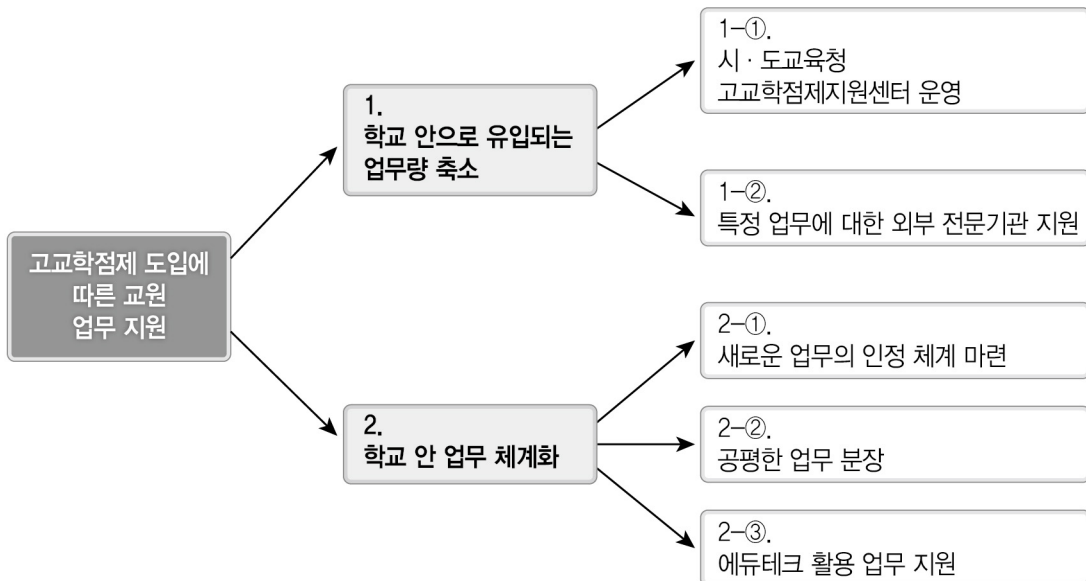 고교학점제 도입에
따른 교원
업무 지원
1.
학교 안으로 유입되는
업무량 축소
1-①.
시 · 도교육청
고교학점제지원센터 운영
1-②.
특정 업무에 대한 외부 전문기관 지원
2.
학교 안 업무 체계화
2-①.
새로운 업무의 인정 체계 마련
2-②.
공평한 업무 분장
2-③.
에듀테크 활용 업무 지원